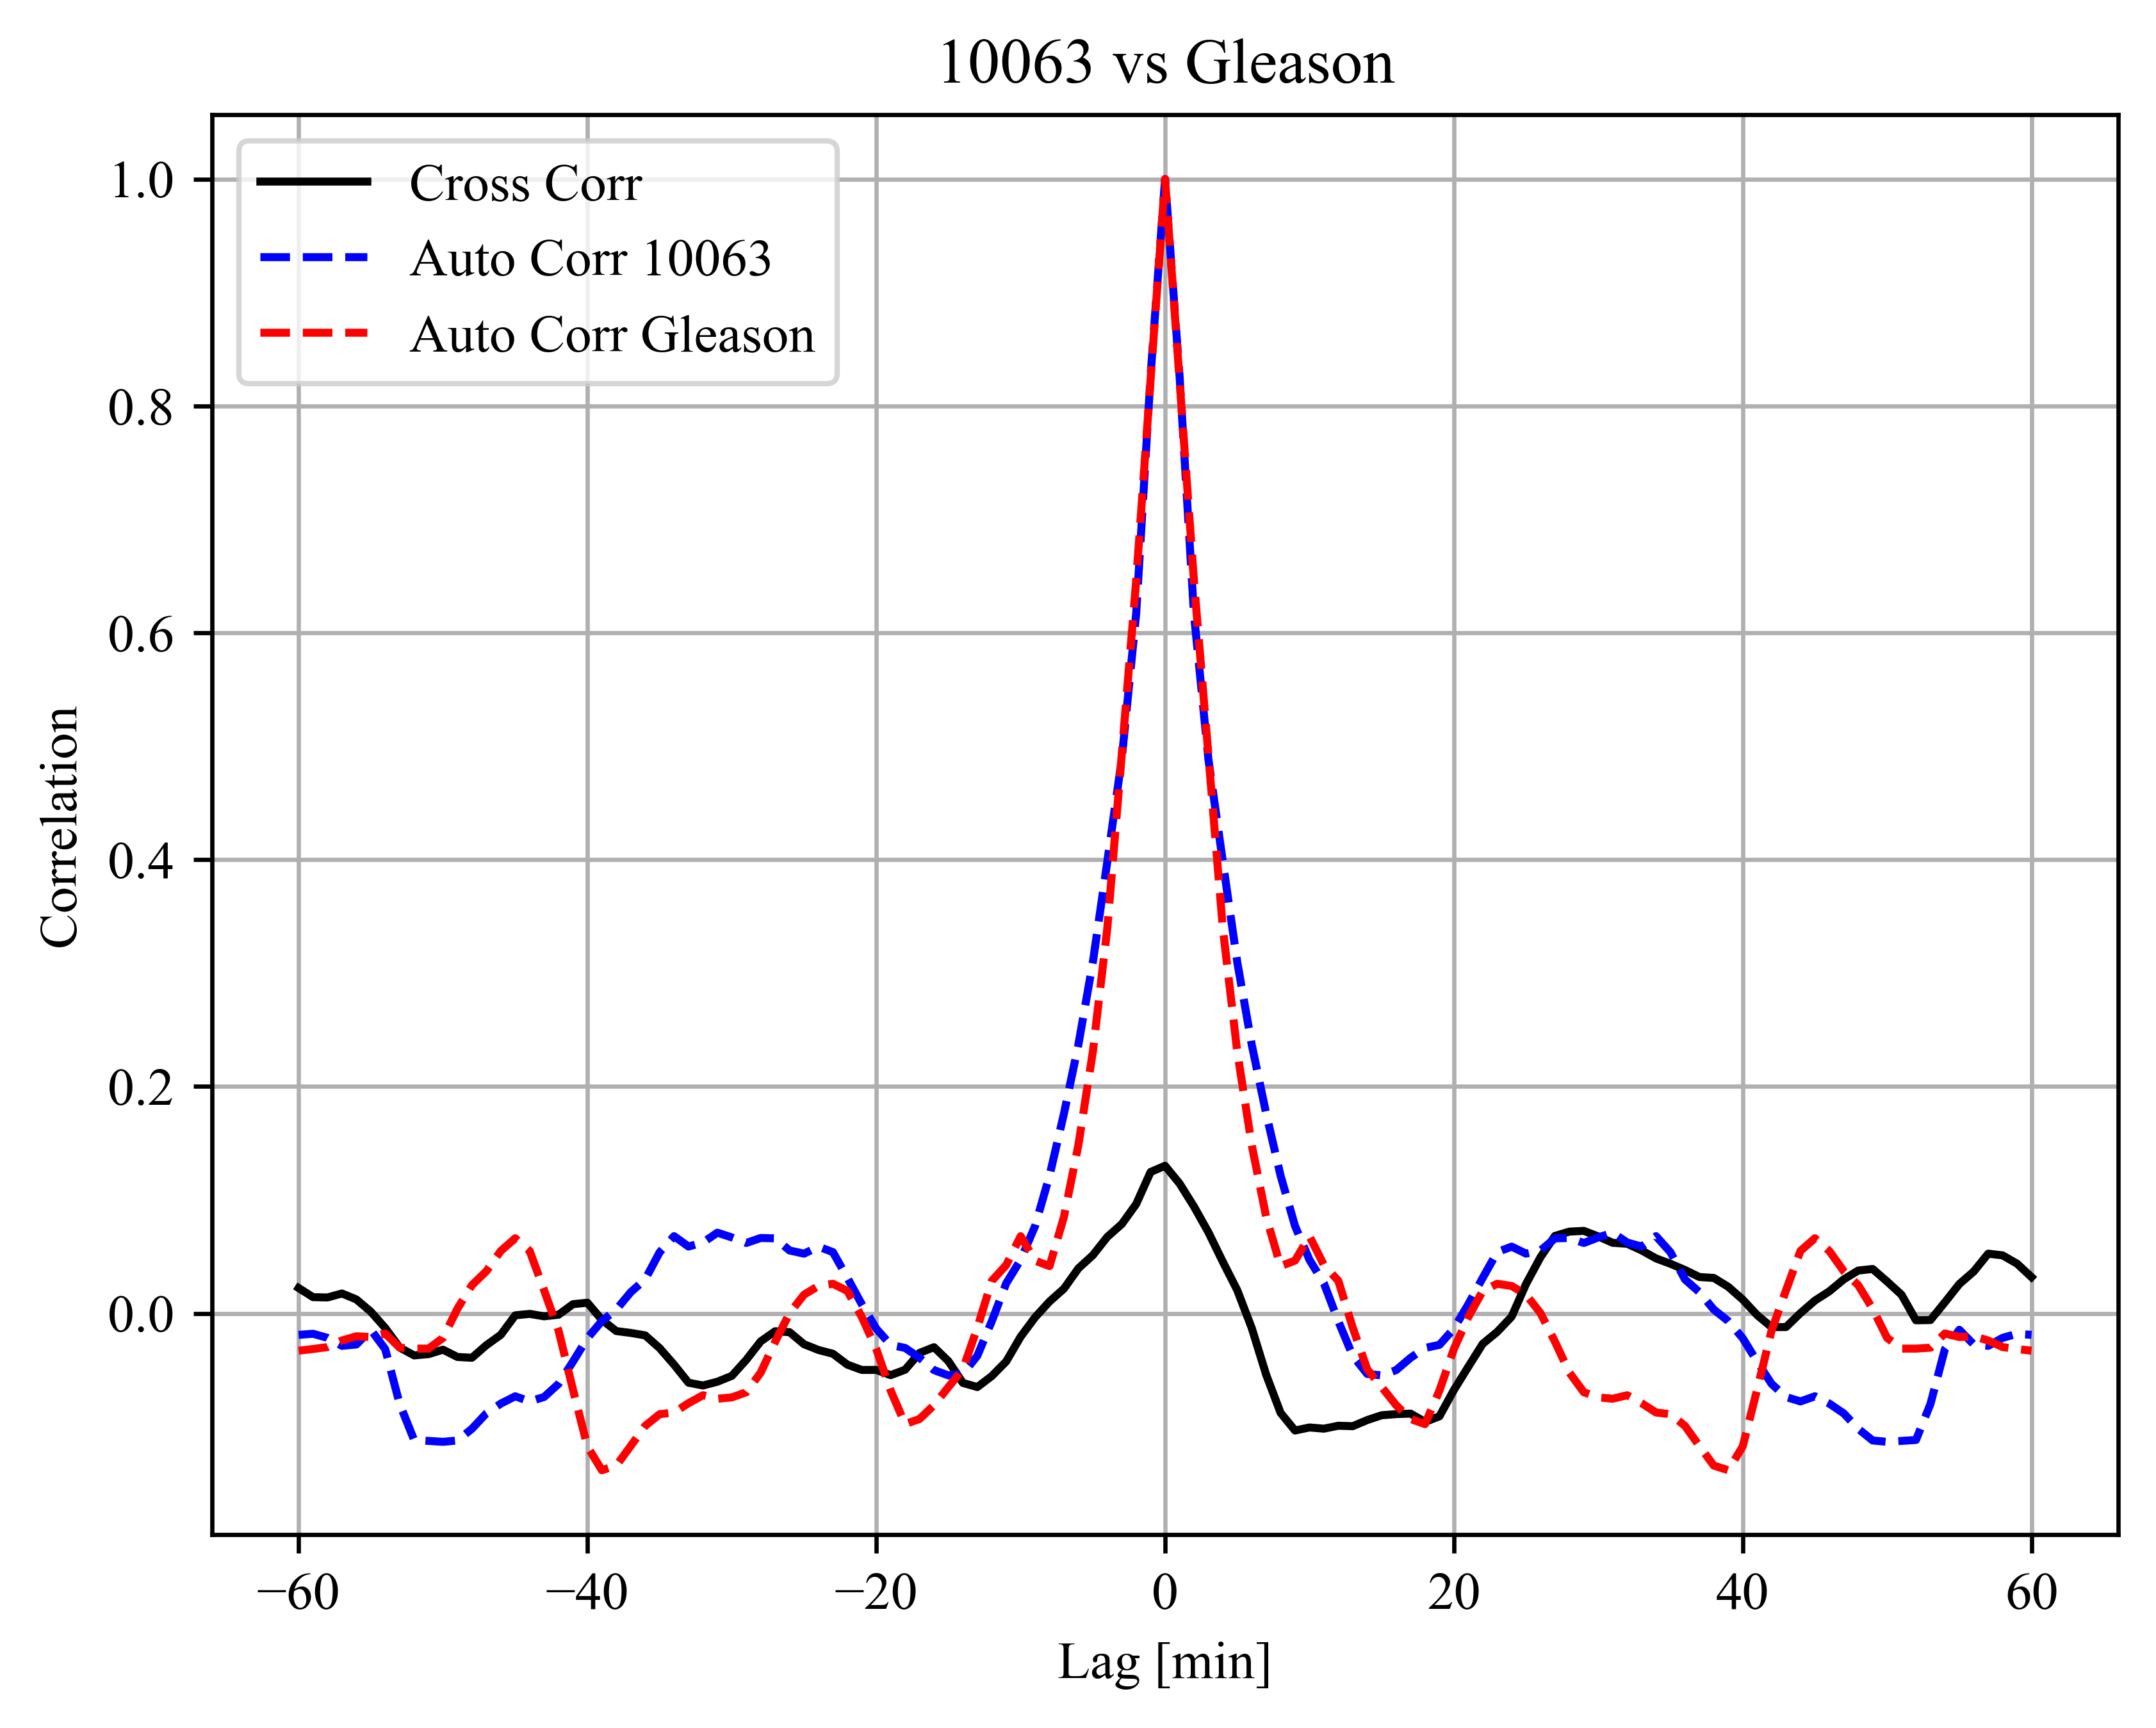 10063 vs Gleason
Cross Corr
Auto Corr 10063
Auto Corr Gleason
1.0
0.8
0.6
0.4
0.2
0.0
Correlation
−60
−40
−20
0
20
40
60
Lag [min]